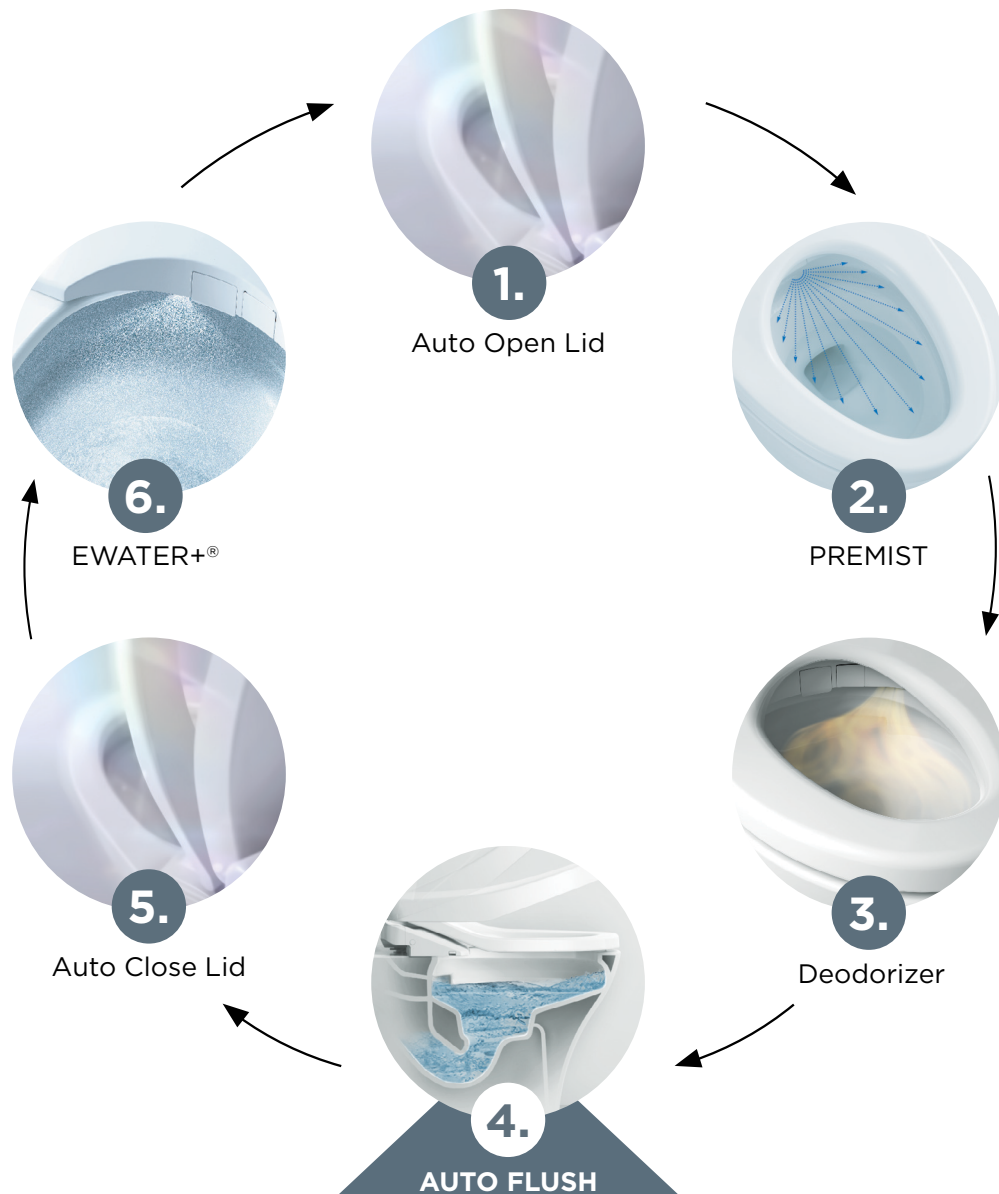 1.
Auto Open Lid
2.
PREMIST
3.
Deodorizer
4.
AUTO FLUSH
5.
Auto Close Lid
6.
EWATER+®